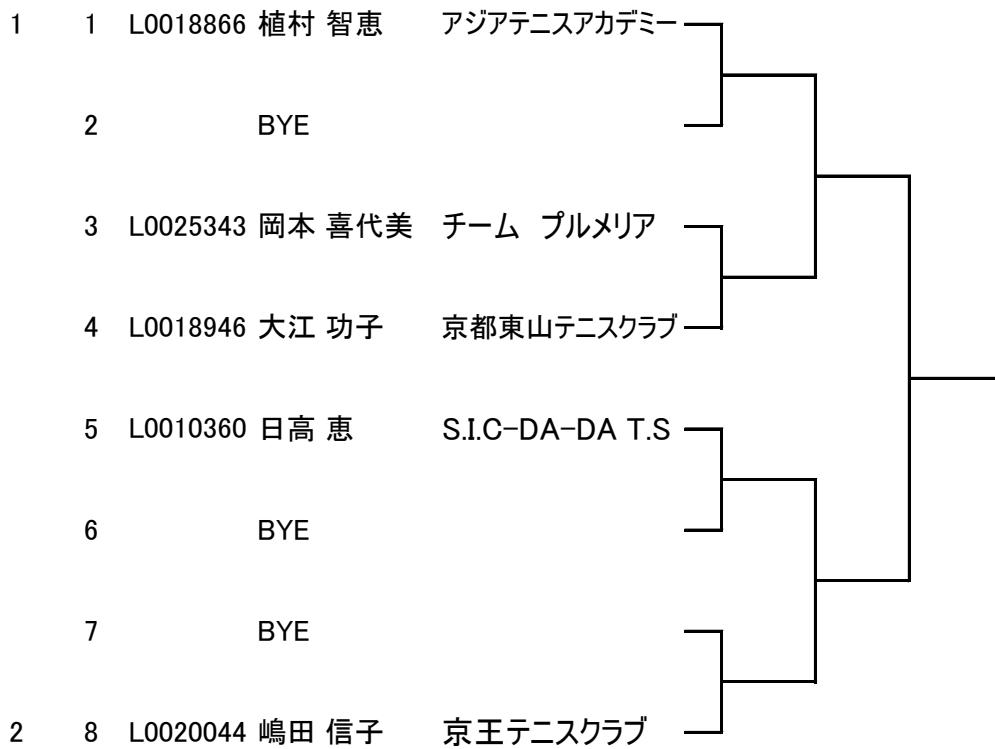 1 1 L0018866 植村 智恵 アジアテニスアカデミー
2 BYE
3 L0025343 岡本 喜代美 チーム プルメリア
4 L0018946 大江 功子 京都東山テニスクラブ
5 L0010360 日高 恵 S.I.C-DA-DA T.S
6 BYE
7 BYE
2 8 L0020044 嶋田 信子 京王テニスクラブ